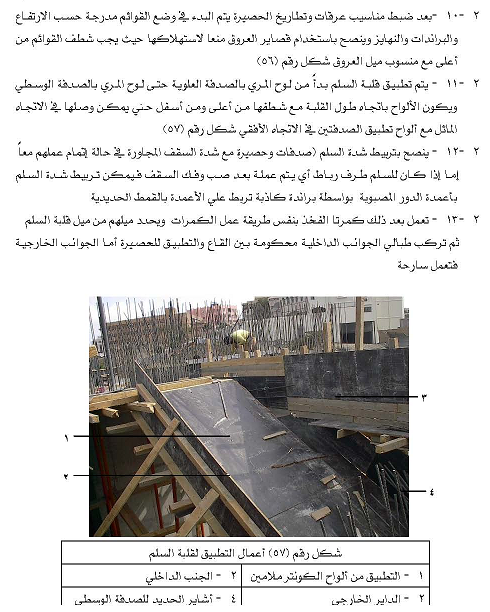 ٢ -١٠ -بعد ضبط مناسيب عرقات وتطاريح الحصيرة يتم البدء في وضع القوائم مدرجة حسب الارتفاع
والبراندات والنهايز وينصح باستخدام قصاير العروق منعا لاستهلاكها حيث يجب شطف القوائم من
أعلى مع منسوب ميل العروق شكل رقم (٥٦)
٢ -١١ - يتم تطبيق قلبة السلم بدأً من لوح المري بالصدفة العلوية حتى لوح المري بالصدفة الوسطي
ويكون الألواح باتجاه طول القلبة مع شطفها من أعلى ومن أسفل حني يمكن وصلها في الاتجاه
المائل مع ألواح تطبيق الصدفتين في الاتجاه الأفقي شكل رقم (٥٧)
٢ -١٢ - ينصح بتربيط شدة السلم (صدفات وحصيرة مع شدة السقف المجاورة في حالة إتمام عملهم معاً
إما إذا كان للسلم طرف رباط أي يتم عملة بعد صب وفك السقف فيمكن تربيط شدة السلم
بأعمدة الدور المصبوبة بواسطة براندة كاذبة تربط علي الأعمدة بالقمط الحديدية
٢ -١٣ - تعمل بعد ذلك كمرتا الفخذ بنفس طريقة عمل الكمرات ويحدد ميلهم من ميل قلبة السلم
ثم تركب طبالي الجوانب الداخلية محكومة بين القاع والتطبيق للحصيرة أما الجوانب الخارجية
فتعمل سارحة
٣
١
٢
٤
شكل رقم (٥٧) أعمال التطبيق لقلبة السلم
١ - التطبيق من ألواح الكونتر ملامين
٢ - الجنب الداخلي
٢ - الداير الخارجي
٤ - أشاير الحديد للصدفة الوسطي